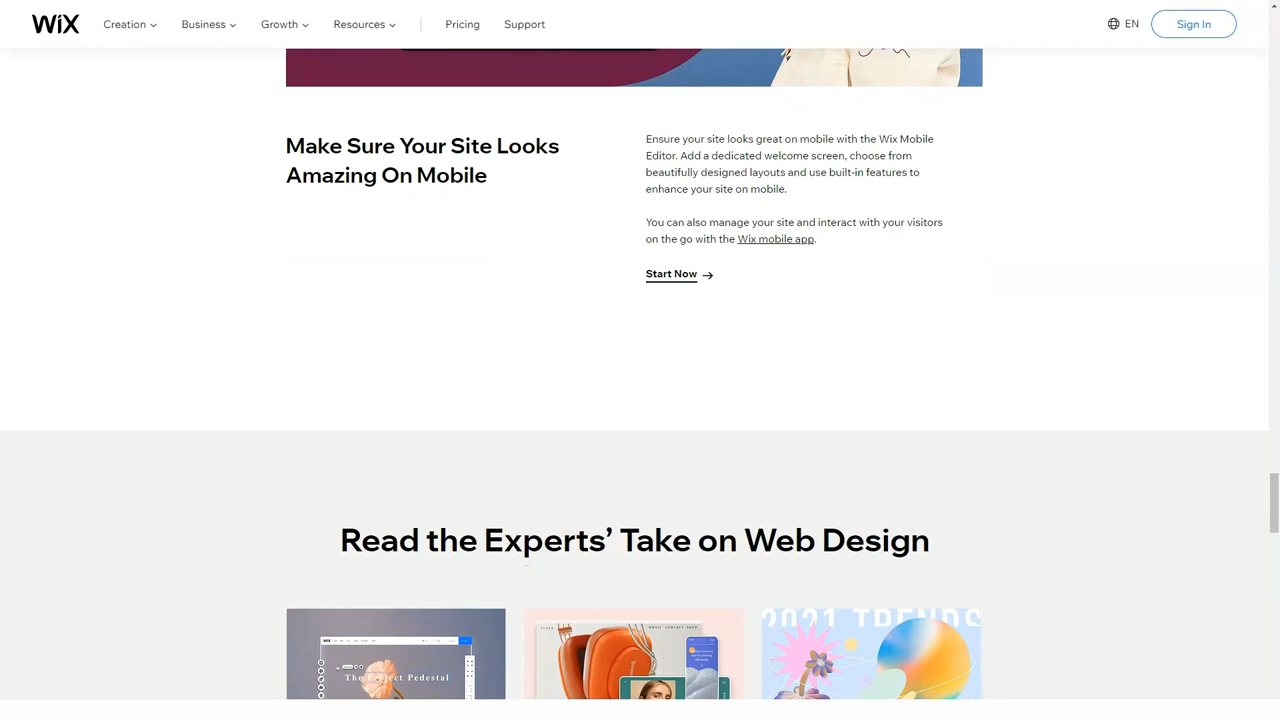 WiX Creation Business Growth Resources Pricing Support EN Sign In
Make Sure Your Site Looks
Amazing On Mobile
Ensure your site looks great on mobile with the Wix Mobile
Editor. Add a dedicated welcome screen, choose from
beautifully designed layouts and use built-in features to
enhance your site on mobile.
You can also manage your site and interact with your visitors
on the go with the Wix mobile app.
Start Now →
Read the Experts’ Take on Web Design
WIX
The Perfect Pedestal
2021 TRENDS